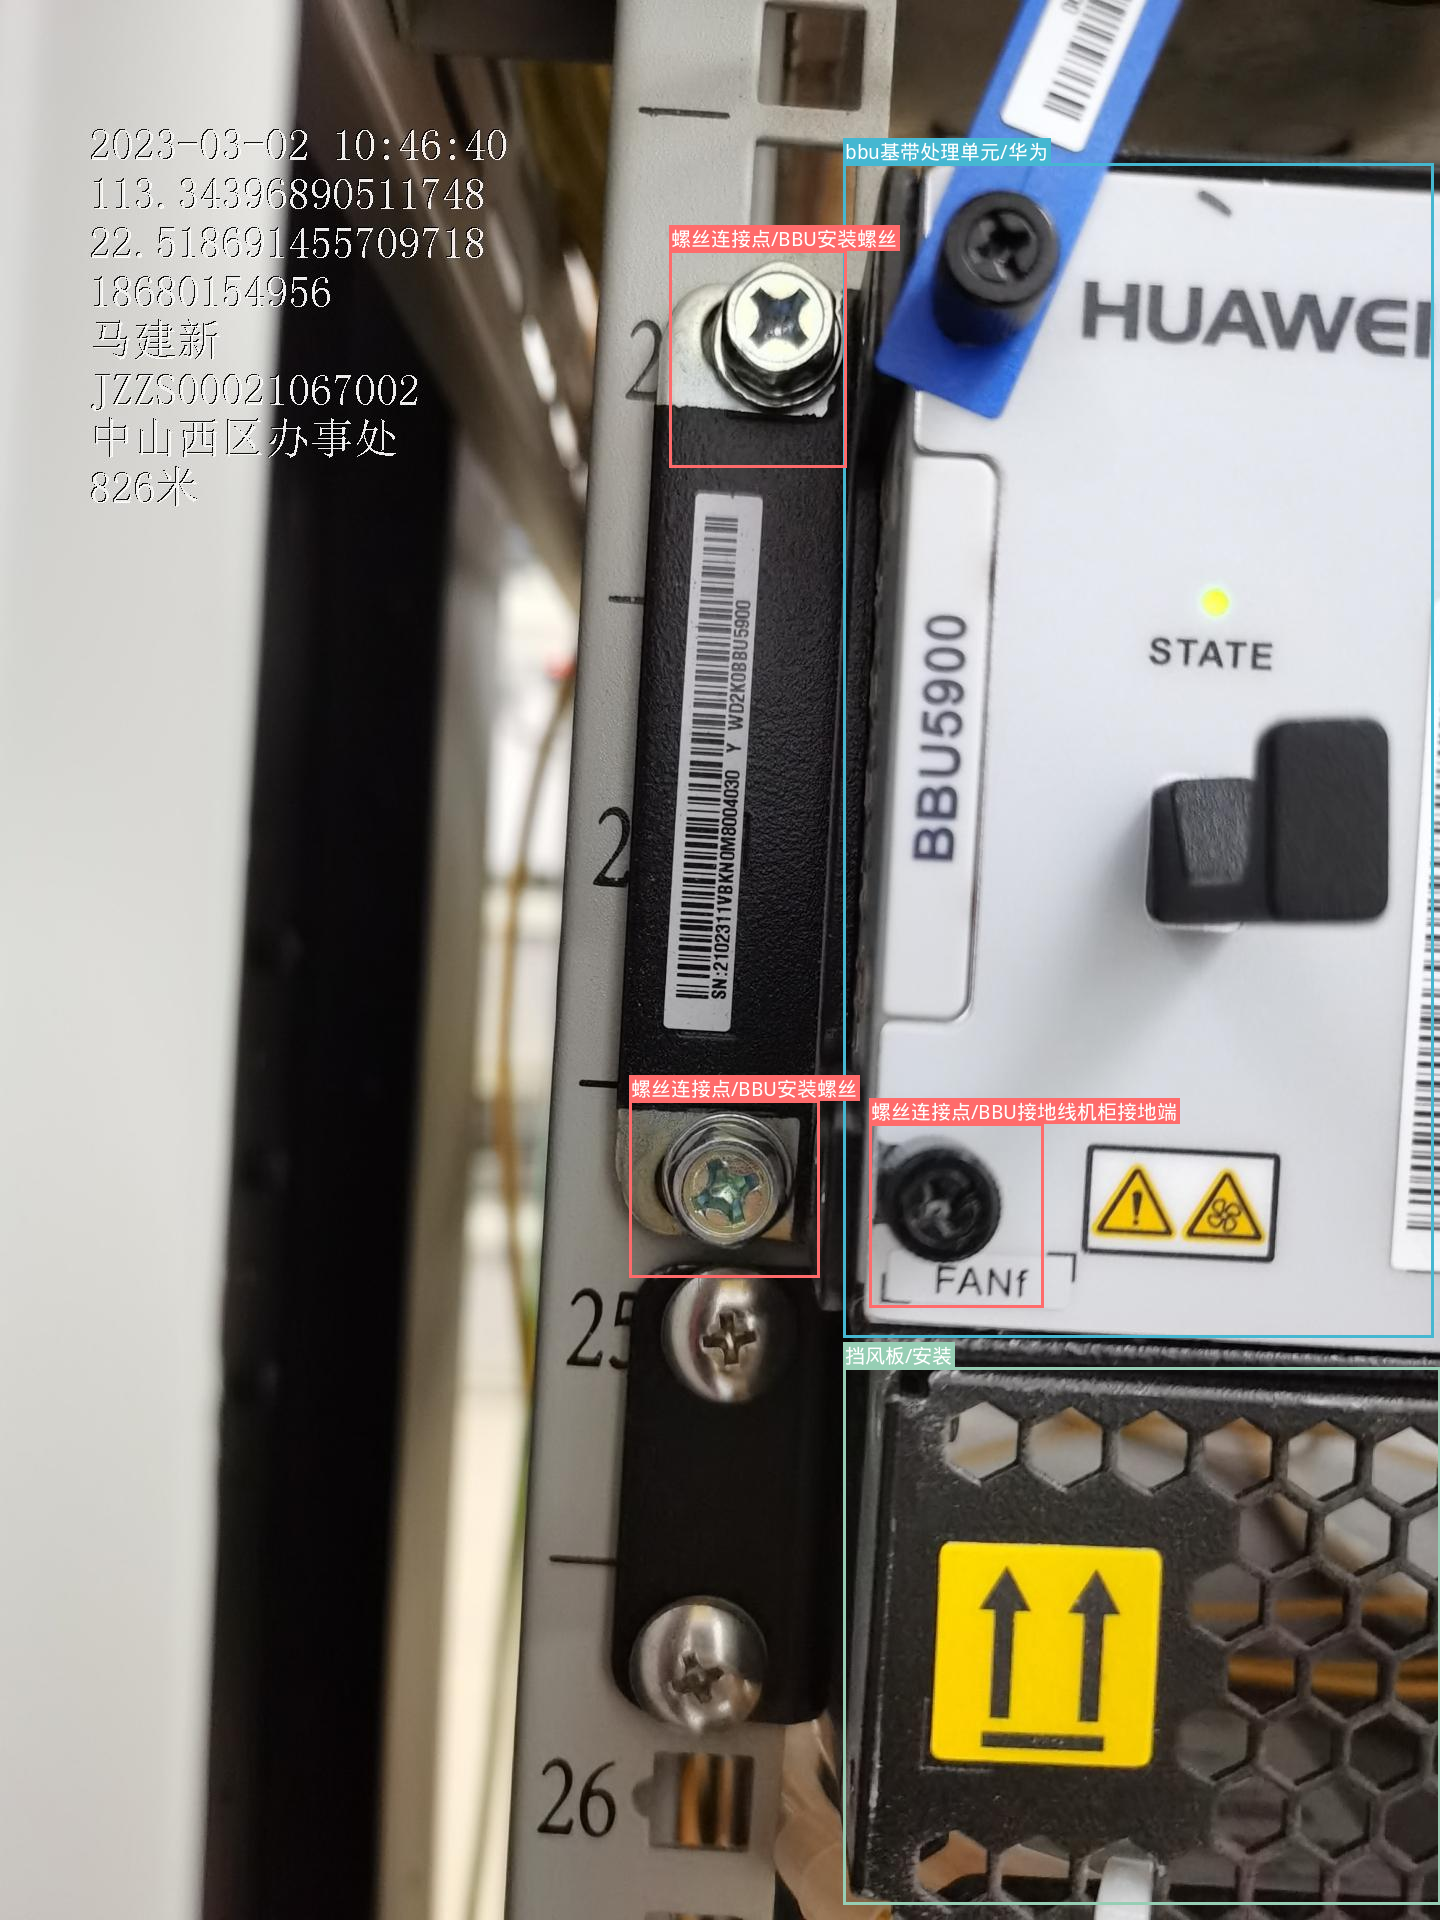 2023-03-02 10:46:40
113.34396890511748
22.518691455709718
18680154956
马建新
JZZS00021067002
中山西区办事处
826米
bbu基带处理单元/华为
螺丝连接点/BBU安装螺丝
HUAWEI
2
STATE
BBU5900
SN:2102311VBKN0M8004030 Y WD2K0BBU5900
2
螺丝连接点/BBU安装螺丝
螺丝连接点/BBU接地线机柜接地端
FANf
25
挡风板/安装
26